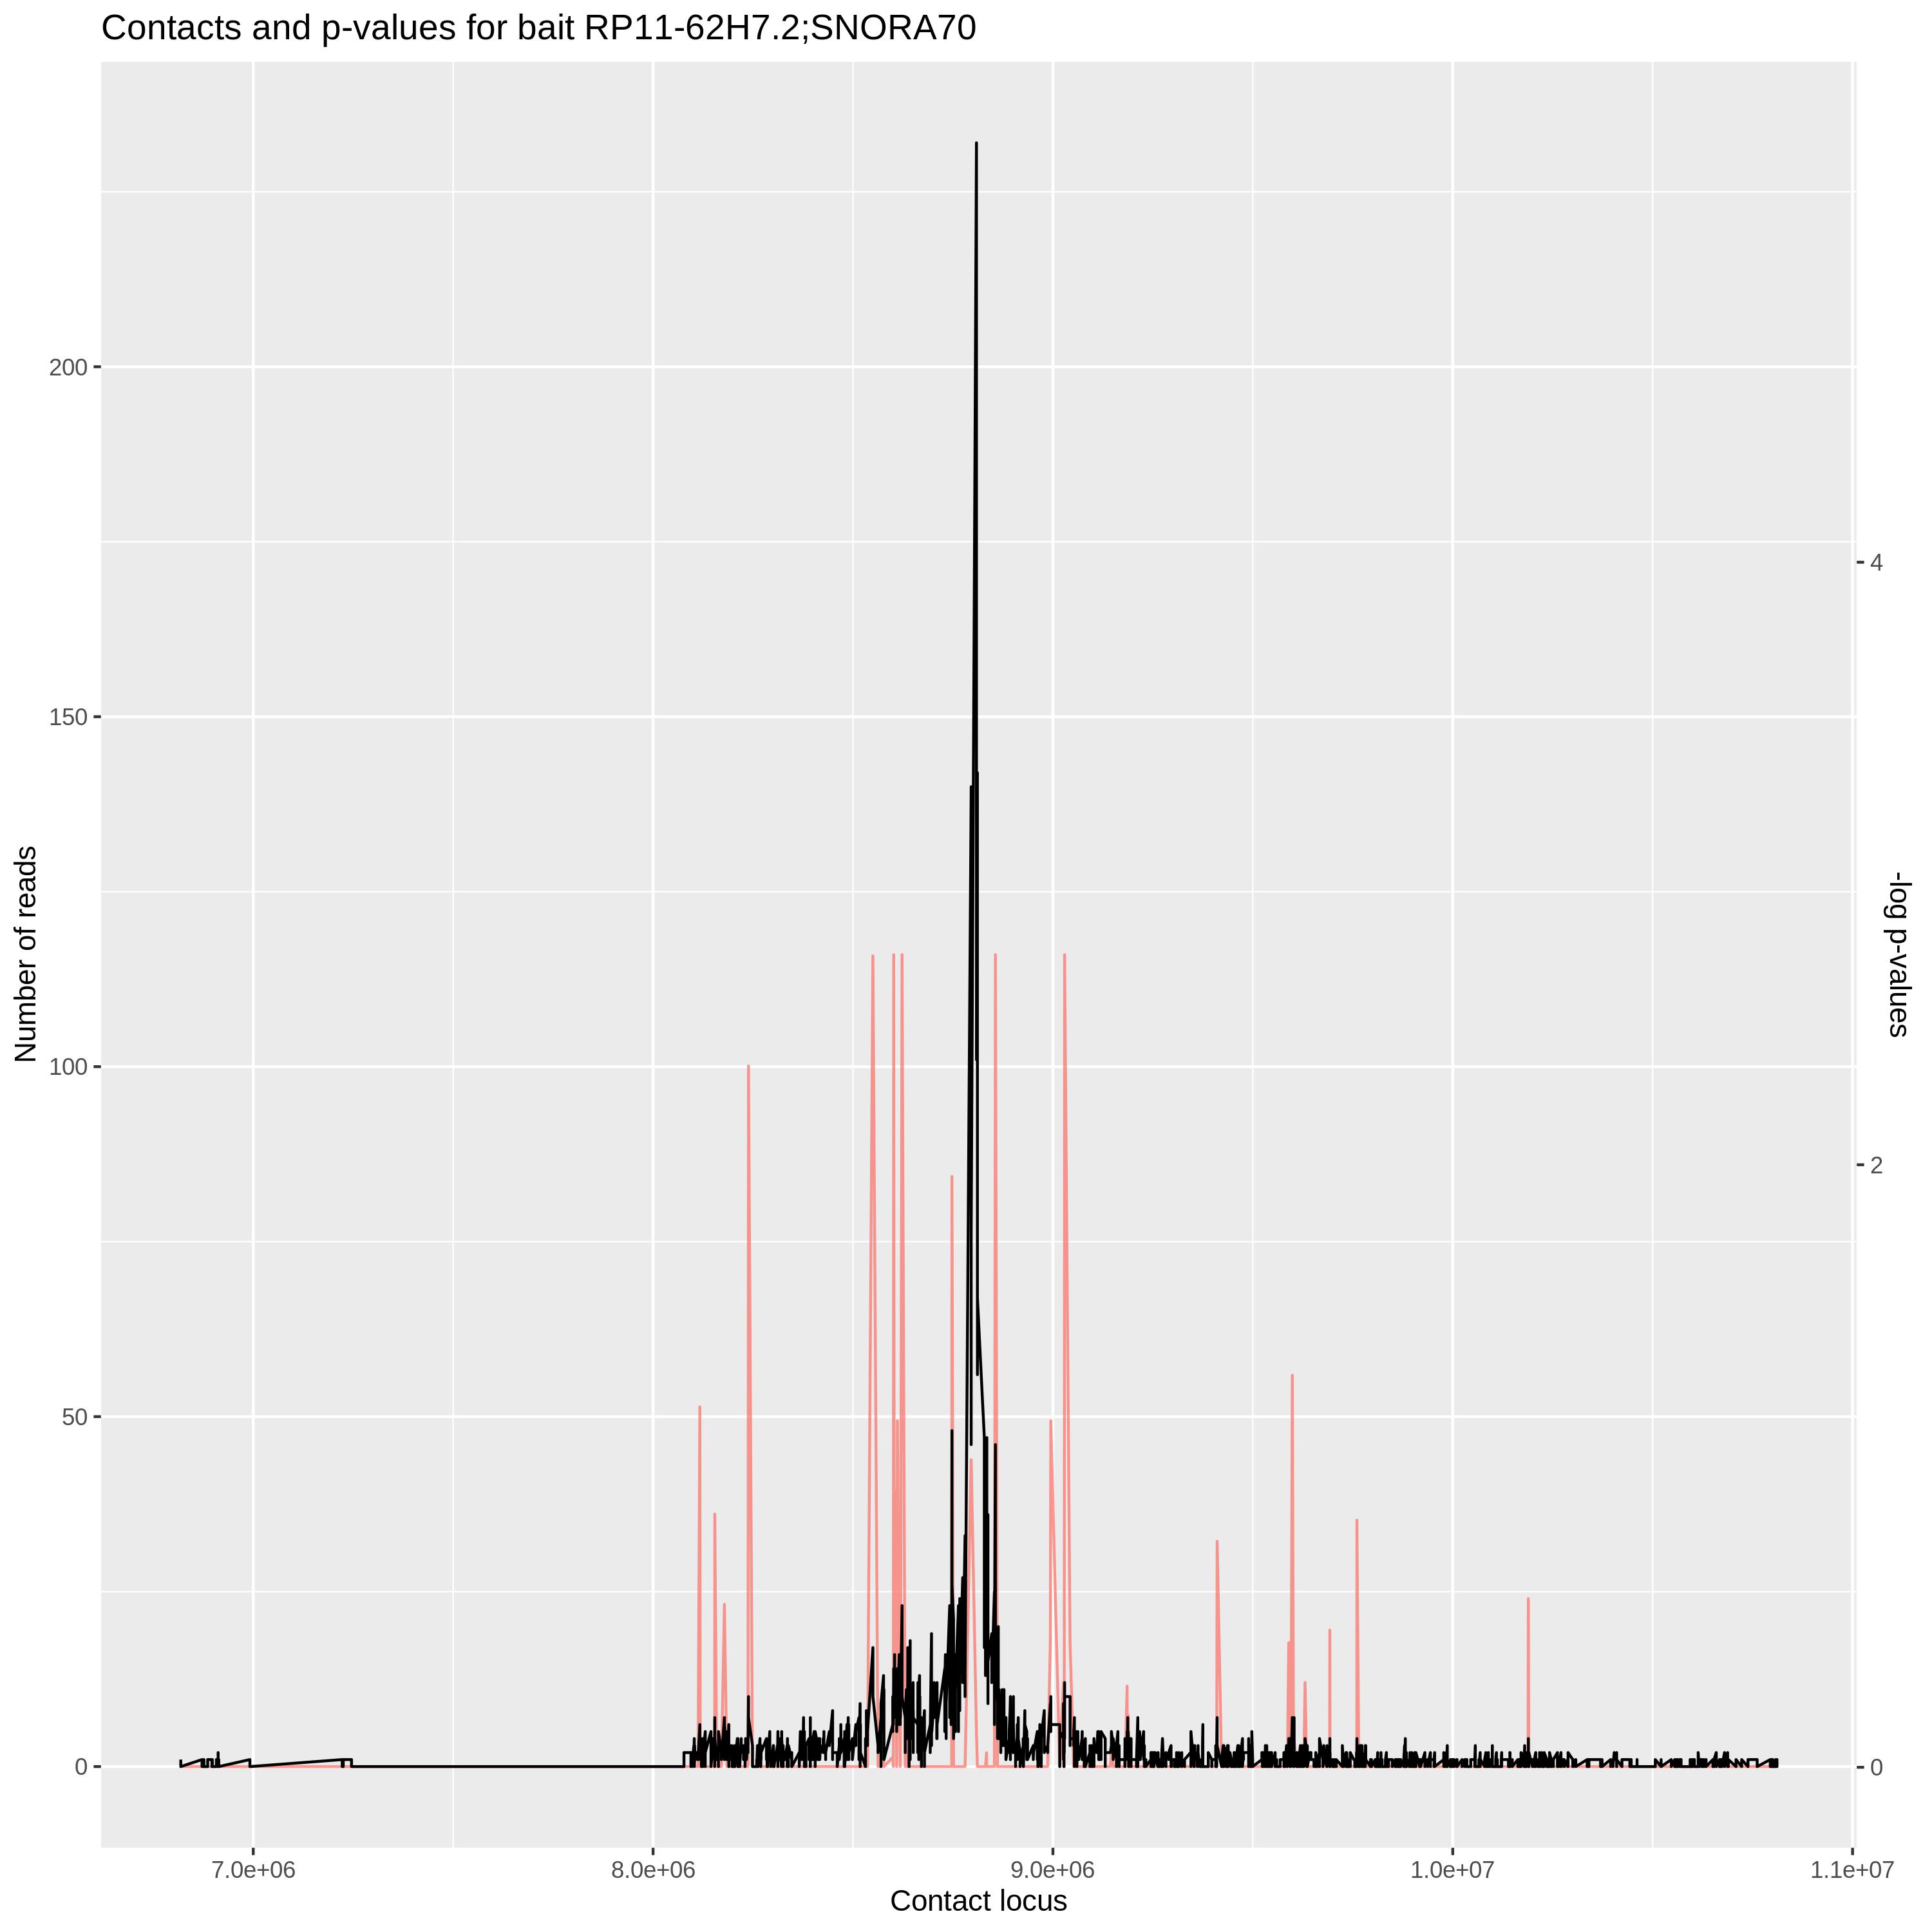 Contacts and p-values for bait RP11-62H7.2;SNORA70
200
150
100
50
0
Number of reads
4
2
0
-log p-values
7.0e+06
8.0e+06
9.0e+06
1.0e+07
1.1e+07
Contact locus